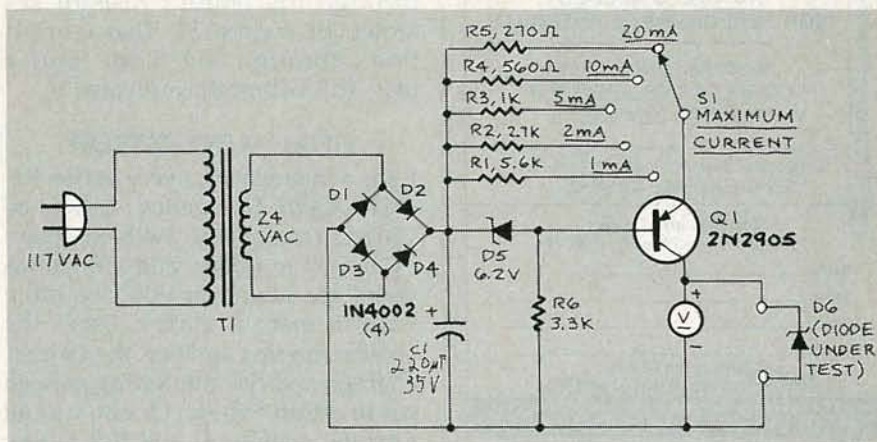 R5, 270Ω
20mA
R4, 560Ω
10mA
R3, 1K
5mA
R2, 2.7K
2mA
R1, 5.6K
1mA
S1
MAXIMUM
CURRENT
117VAC
T1
24
VAC
D1
D2
D3
D4
1N4002
(4)
C1
220µF
35V
+
D5
6.2V
R6
3.3K
Q1
2N2905
+
V
-
D6
(DIODE
UNDER
TEST)